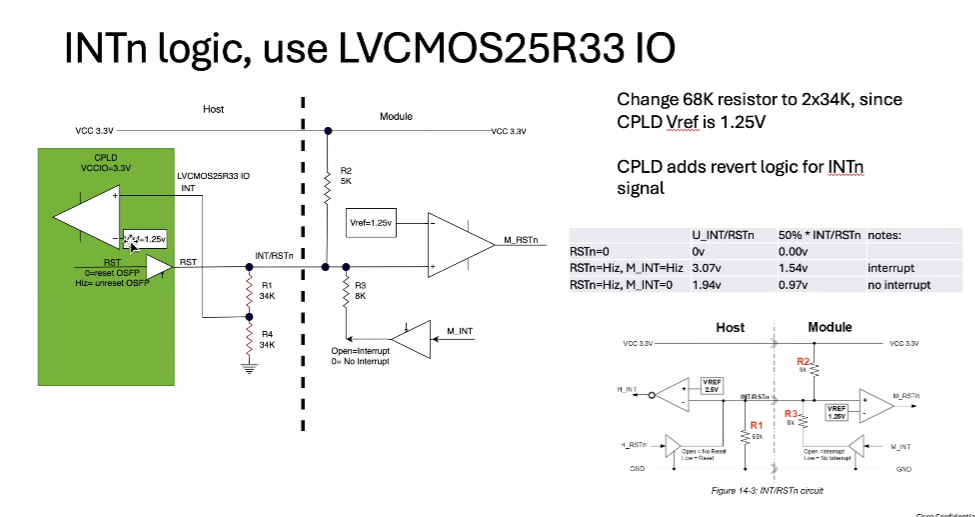 INTn logic, use LVCMOS25R33 IO
Host
Module
VCC 3.3V
VCC 3.3V
CPLD
VCCIO=3.3V
LVCMOS25R33 IO
INT
R2
5K
Vref=1.25v
M_RSTn
RST
0=reset OSFP
Hiz= unreset OSFP
RST
INT/RSTn
R1
34K
R3
8K
R4
34K
M_INT
Open=Interrupt
0= No Interrupt
Change 68K resistor to 2x34K, since
CPLD Vref is 1.25V
CPLD adds revert logic for INTn
signal
U_INT/RSTn 50% * INT/RSTn notes:
RSTn=0 0v 0.00v
RSTn=Hiz, M_INT=Hiz 3.07v 1.54v interrupt
RSTn=Hiz, M_INT=0 1.94v 0.97v no interrupt
Host
Module
VCC 3.3V
VCC 3.3V
R2
5k
H_INT
VREF
2.5V
INT/RSTn
M_RSTn
R3
8k
VREF
1.25V
R1
68k
H_RSTn
Open = No Reset
Low = Reset
Open = Interrupt
Low = No Interrupt
M_INT
GND
GND
Figure 14-3: INT/RSTn circuit